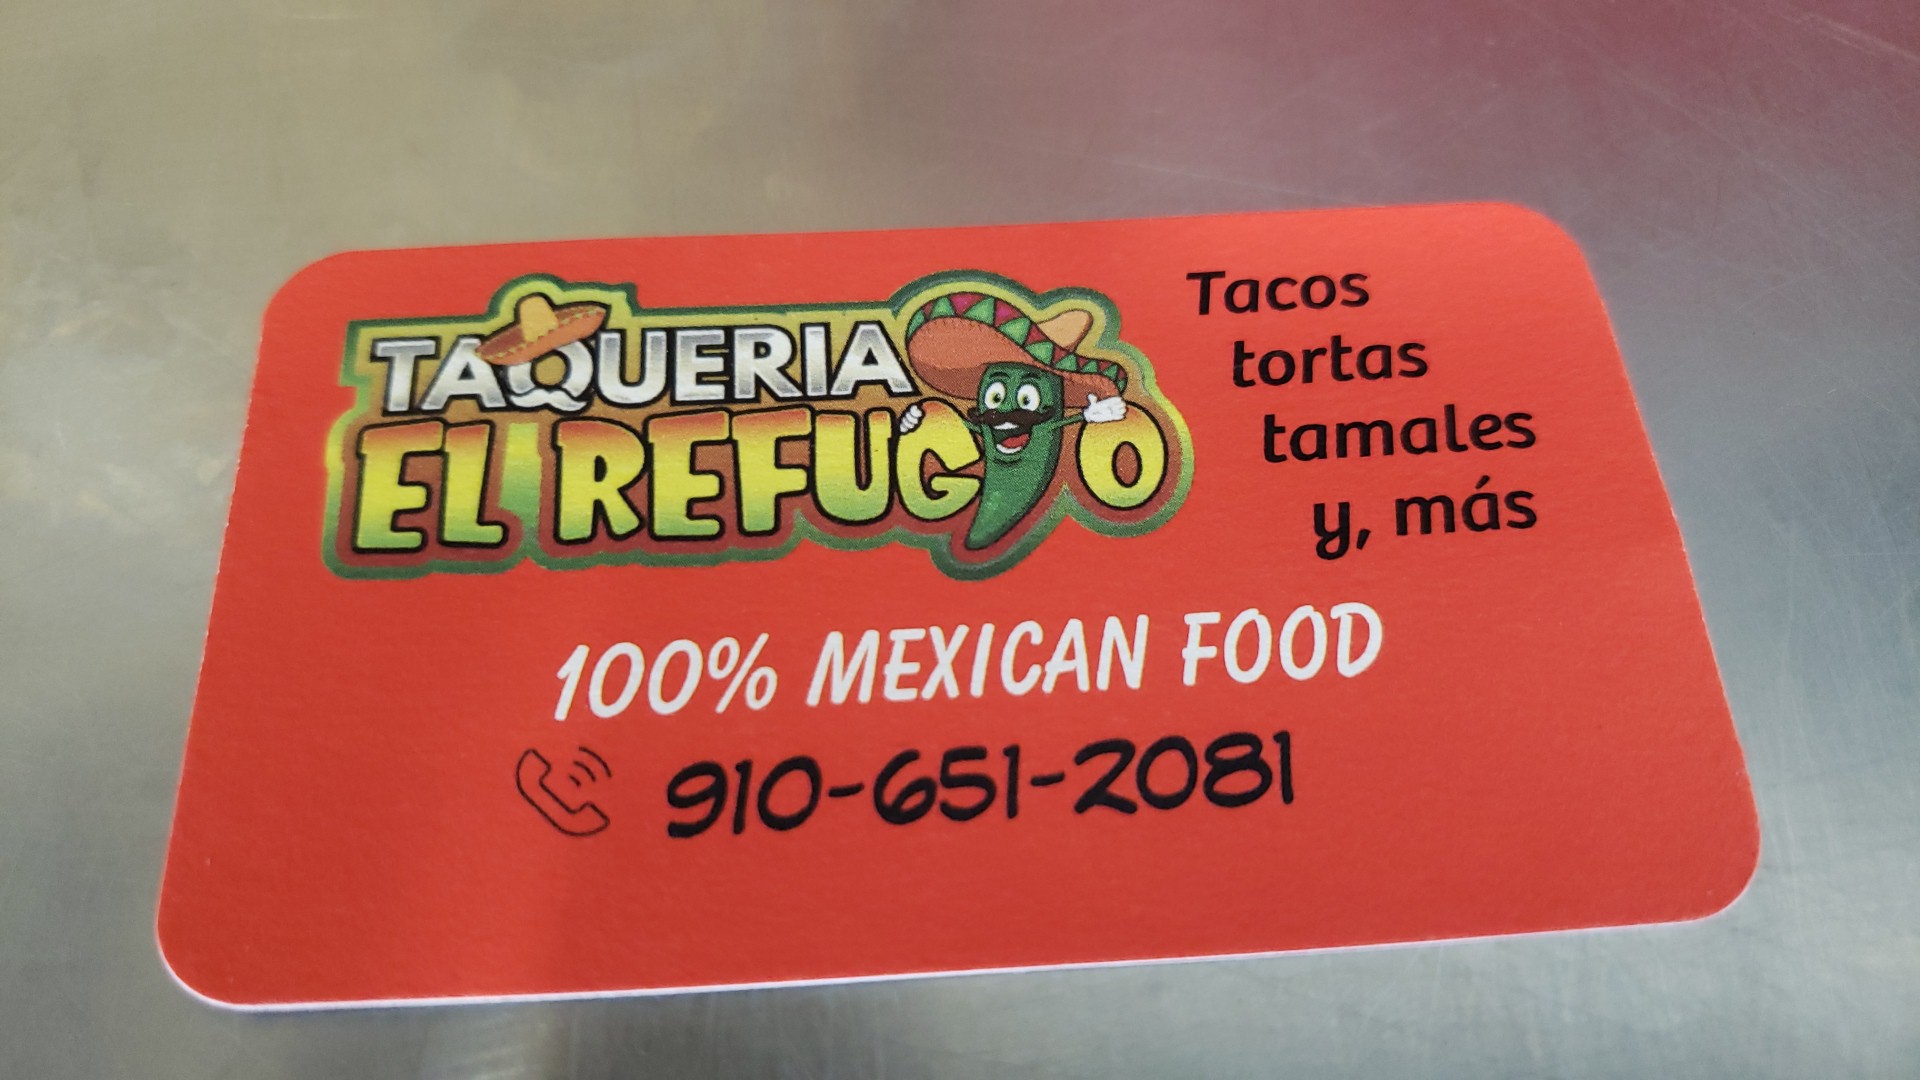 TAQUERIA
EL REFUGIO
Tacos
tortas
tamales
y, más
100% MEXICAN FOOD
910-651-2081